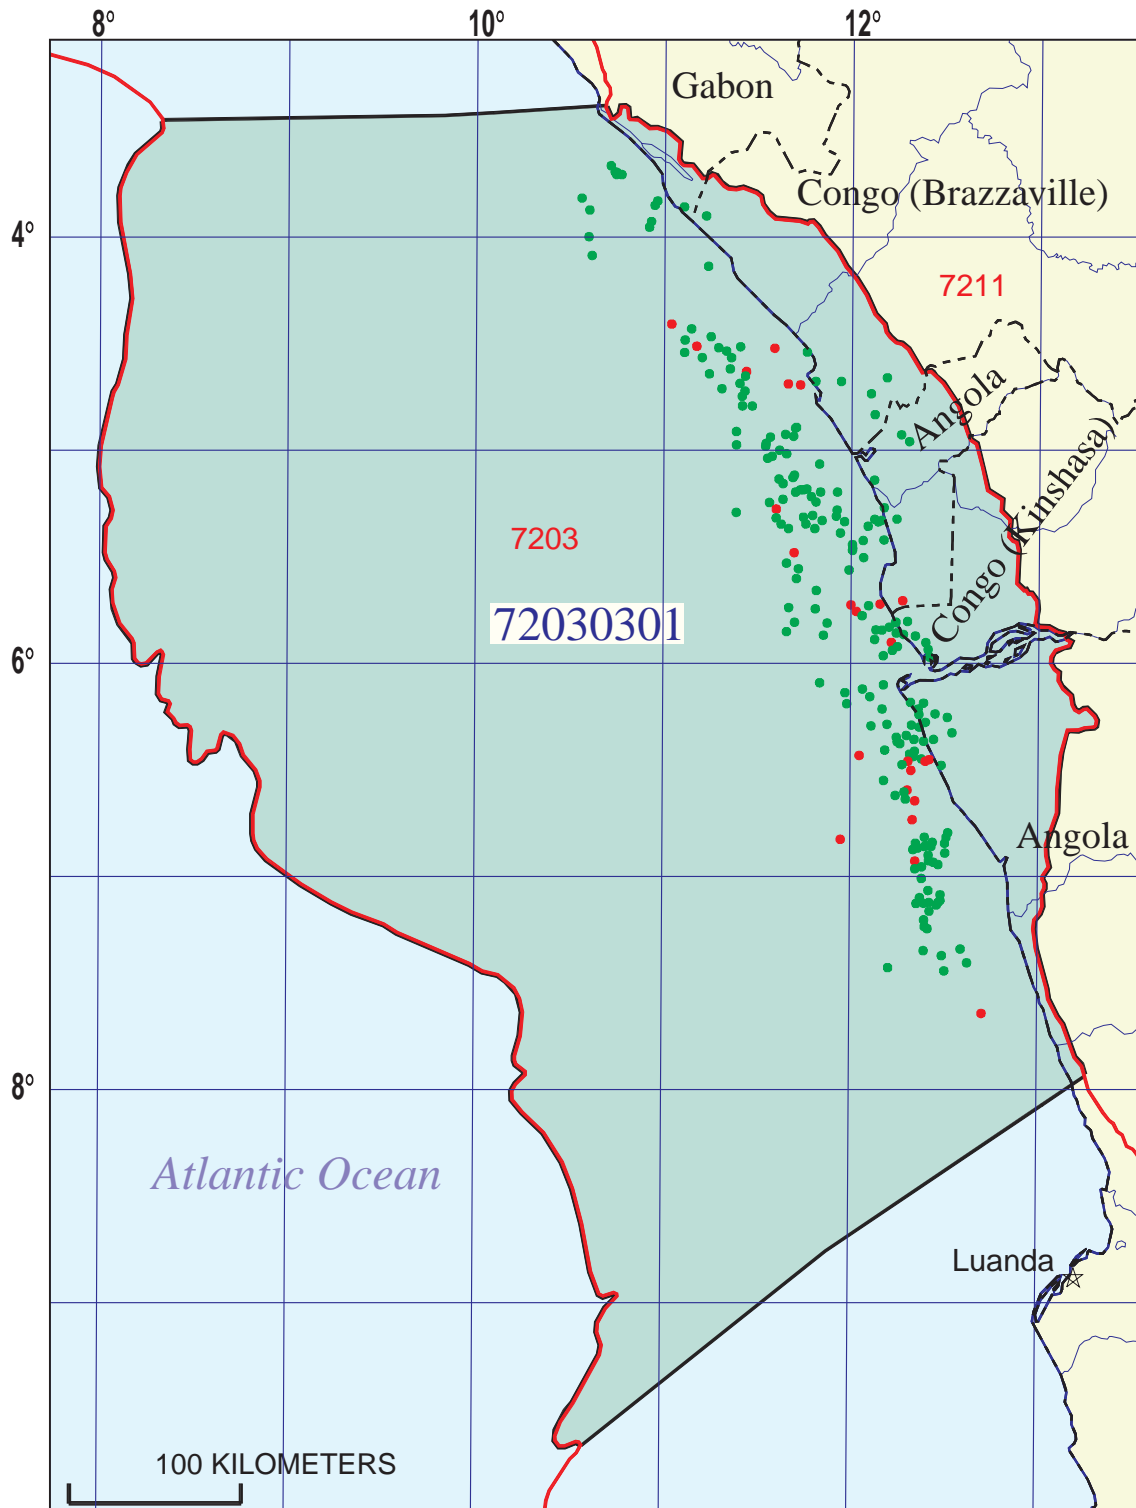 8°
10°
12°
Gabon
Congo (Brazzaville)
4°
7211
Angola
Congo (Kinshasa)
7203
72030301
6°
Angola
8°
Atlantic Ocean
Luanda
100 KILOMETERS